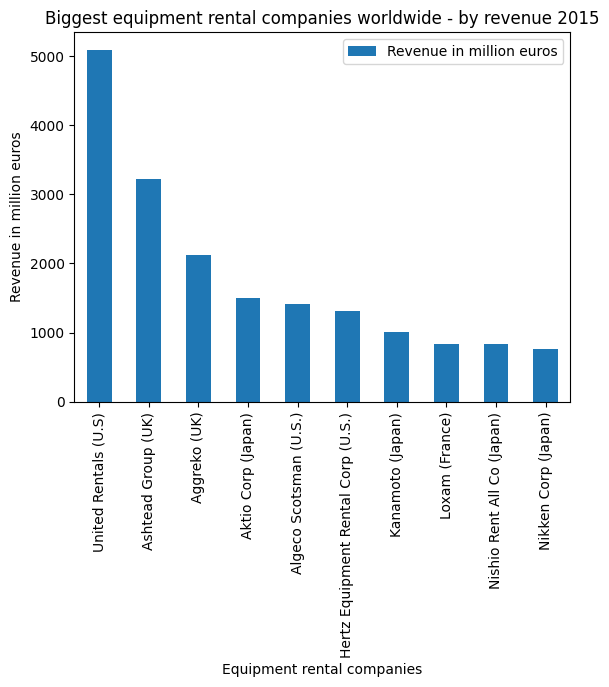 Biggest equipment rental companies worldwide - by revenue 2015
Revenue in million euros
Revenue in million euros
5000
4000
3000
2000
1000
0
United Rentals (U.S)
Ashtead Group (UK)
Aggreko (UK)
Aktio Corp (Japan)
Algeco Scotsman (U.S.)
Hertz Equipment Rental Corp (U.S.)
Kanamoto (Japan)
Loxam (France)
Nishio Rent All Co (Japan)
Nikken Corp (Japan)
Equipment rental companies